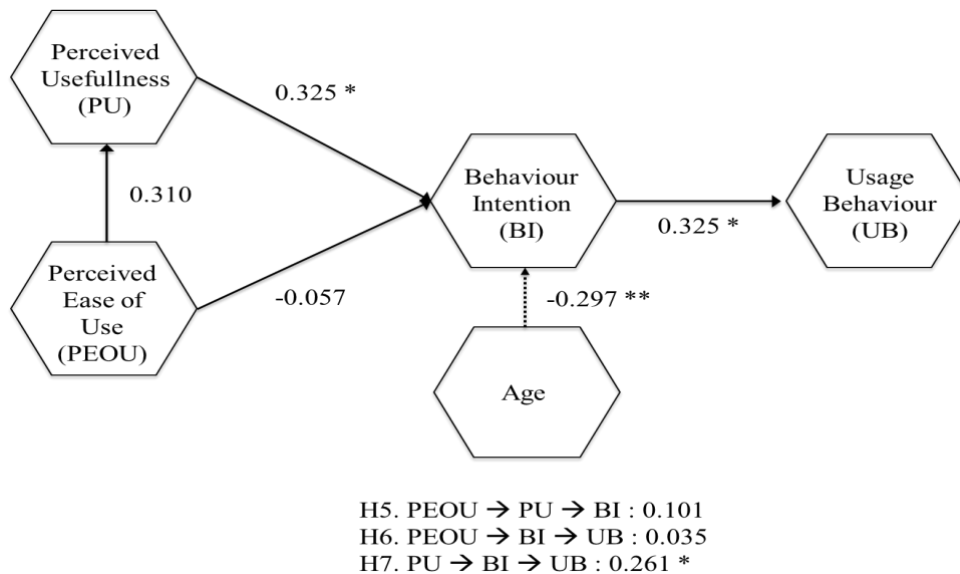 Perceived
Usefullness
(PU)
0.325 *
0.310
Perceived
Ease of
Use
(PEOU)
-0.057
Behaviour
Intention
(BI)
0.325 *
Usage
Behaviour
(UB)
-0.297 **
Age
H5. PEOU → PU → BI : 0.101
H6. PEOU → BI → UB : 0.035
H7. PU → BI → UB : 0.261 *